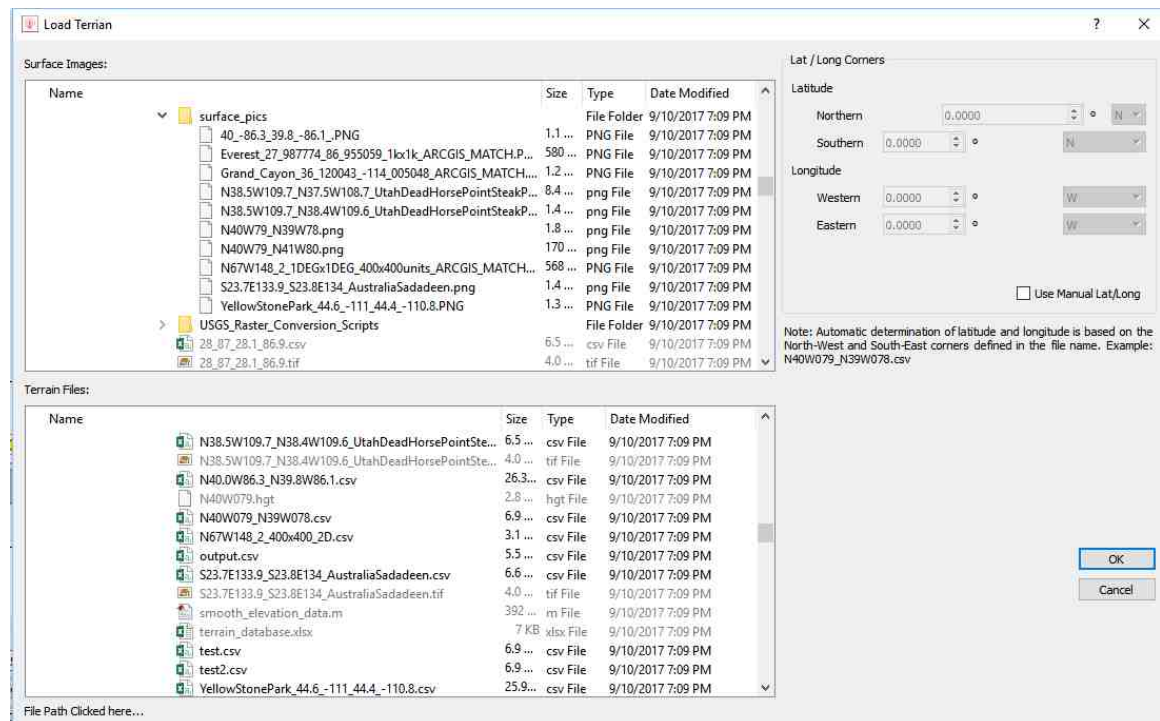 Load Terrian
?
Surface Images:
Name Size Type Date Modified
surface_pics File Folder 9/10/2017 7:09 PM
40_-86.3_39.8_-86.1_.PNG 1.1 ... PNG File 9/10/2017 7:09 PM
Everest_27_987774_86_955059_1kx1k_ARCGIS_MATCH.P... 580 ... PNG File 9/10/2017 7:09 PM
Grand_Cayon_36_120043_-114_005048_ARCGIS_MATCH.... 1.2 ... PNG File 9/10/2017 7:09 PM
N38.5W109.7_N37.5W108.7_UtahDeadHorsePointSteakP... 8.4 ... png File 9/10/2017 7:09 PM
N38.5W109.7_N38.4W109.6_UtahDeadHorsePointSteakP... 1.4 ... png File 9/10/2017 7:09 PM
N40W79_N39W78.png 1.8 ... png File 9/10/2017 7:09 PM
N40W79_N41W80.png 170 ... png File 9/10/2017 7:09 PM
N67W148_2_1DEGx1DEG_400x400units_ARCGIS_MATCH... 568 ... PNG File 9/10/2017 7:09 PM
S23.7E133.9_S23.8E134_AustraliaSadadeen.png 1.4 ... png File 9/10/2017 7:09 PM
YellowStonePark_44.6_-111_44.4_-110.8.PNG 1.3 ... PNG File 9/10/2017 7:09 PM
USGS_Raster_Conversion_Scripts File Folder 9/10/2017 7:09 PM
28_87_28.1_86.9.csv 6.5 ... csv File 9/10/2017 7:09 PM
28_87_28.1_86.9.tif 4.0 ... tif File 9/10/2017 7:09 PM
Lat / Long Corners
Latitude
Northern 0.0000 ° N
Southern 0.0000 ° N
Longitude
Western 0.0000 ° W
Eastern 0.0000 ° W
Use Manual Lat/Long
Note: Automatic determination of latitude and longitude is based on the
North-West and South-East corners defined in the file name. Example:
N40W079_N39W078.csv
Terrain Files:
Name Size Type Date Modified
N38.5W109.7_N38.4W109.6_UtahDeadHorsePointSte... 6.5 ... csv File 9/10/2017 7:09 PM
N38.5W109.7_N38.4W109.6_UtahDeadHorsePointSte... 4.0 ... tif File 9/10/2017 7:09 PM
N40.0W86.3_N39.8W86.1.csv 26.3... csv File 9/10/2017 7:09 PM
N40W079.hgt 2.8 ... hgt File 9/10/2017 7:09 PM
N40W079_N39W078.csv 6.9 ... csv File 9/10/2017 7:09 PM
N67W148_2_400x400_2D.csv 3.1 ... csv File 9/10/2017 7:09 PM
output.csv 5.5 ... csv File 9/10/2017 7:09 PM
S23.7E133.9_S23.8E134_AustraliaSadadeen.csv 6.6 ... csv File 9/10/2017 7:09 PM
S23.7E133.9_S23.8E134_AustraliaSadadeen.tif 4.0 ... tif File 9/10/2017 7:09 PM
smooth_elevation_data.m 392 ... m File 9/10/2017 7:09 PM
terrain_database.xlsx 7 KB xlsx File 9/10/2017 7:09 PM
test.csv 6.9 ... csv File 9/10/2017 7:09 PM
test2.csv 6.9 ... csv File 9/10/2017 7:09 PM
YellowStonePark_44.6_-111_44.4_-110.8.csv 25.9... csv File 9/10/2017 7:09 PM
OK
Cancel
File Path Clicked here...